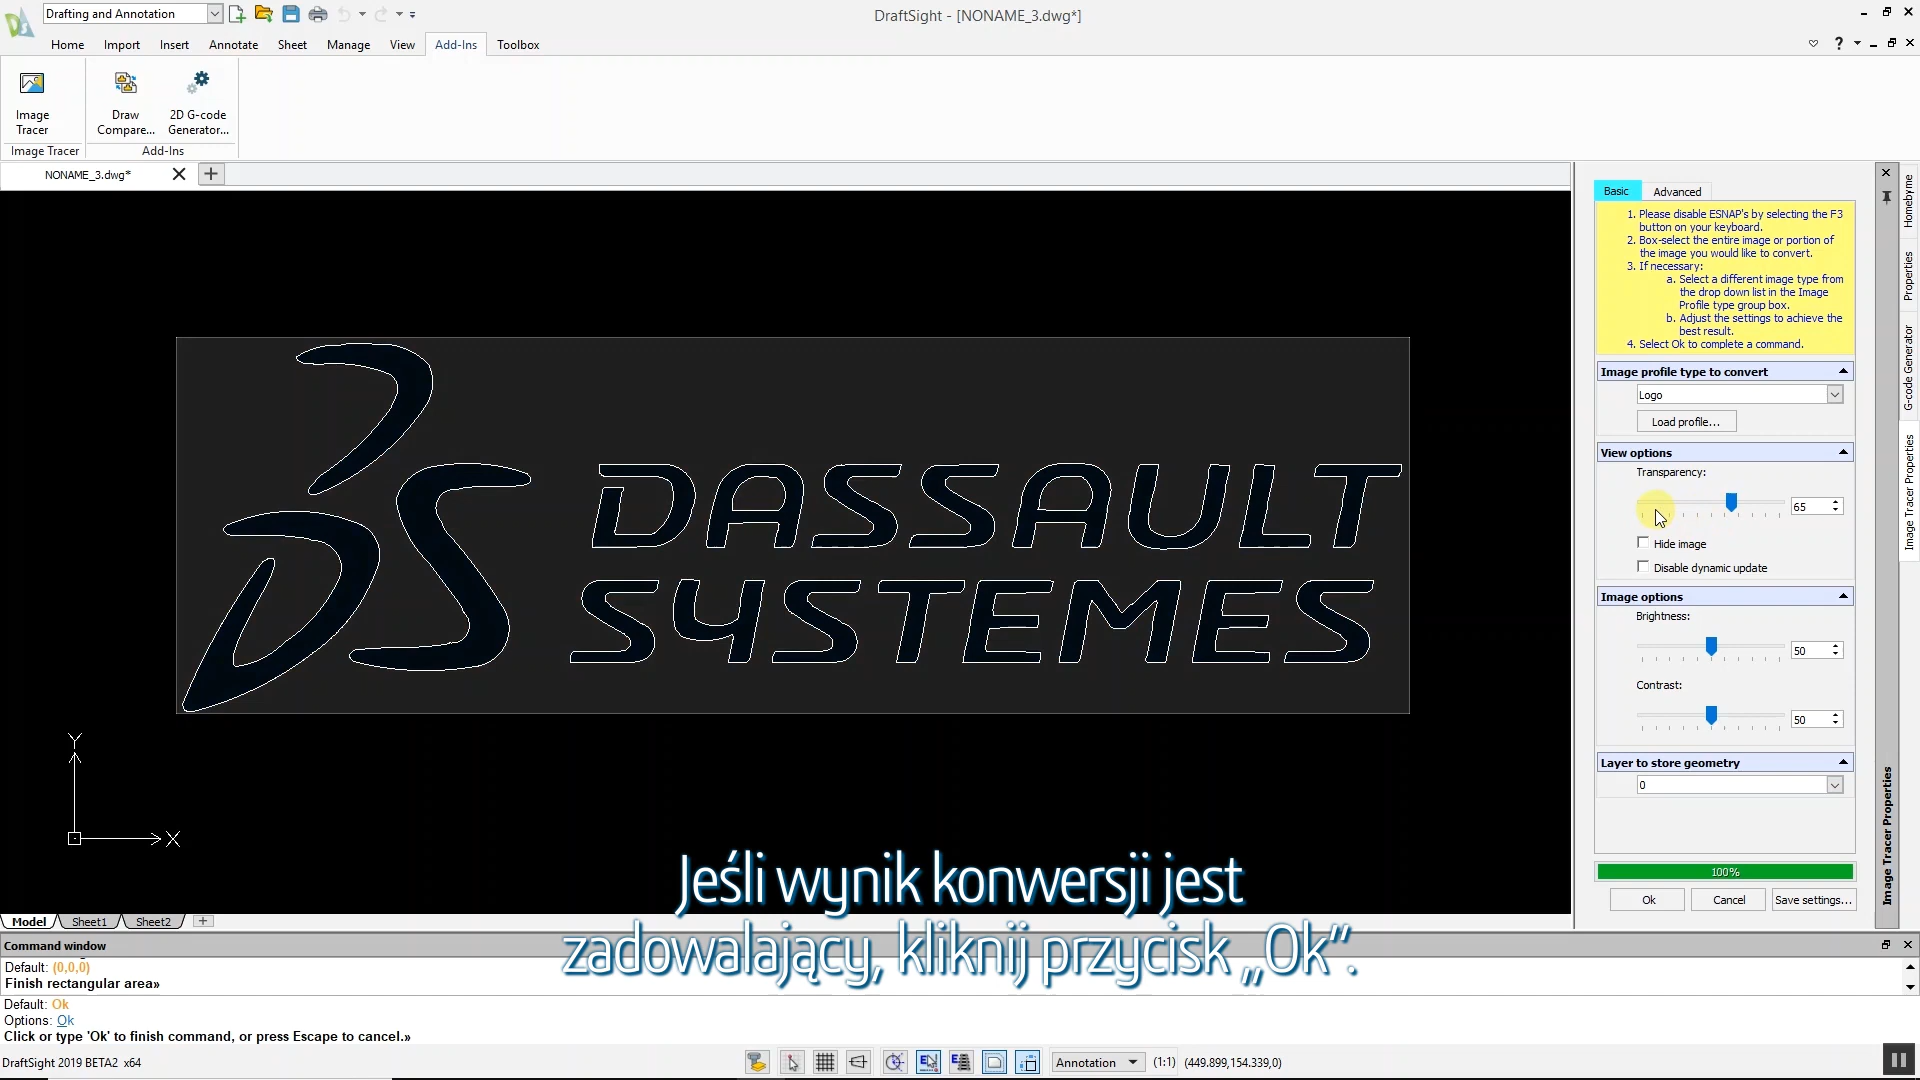 Drafting and Annotation
DraftSight - [NONAME_3.dwg*]
Home Import Insert Annotate Sheet Manage View Add-Ins Toolbox
Image Tracer
Draw Compare...
2D G-code Generator...
Image Tracer
Add-Ins
NONAME_3.dwg*
Basic Advanced
1. Please disable ESNAP's by selecting the F3
button on your keyboard.
2. Box-select the entire image or portion of
the image you would like to convert.
3. If necessary:
a. Select a different image type from
the drop down list in the Image
Profile type group box.
b. Adjust the settings to achieve the
best result.
4. Select Ok to complete a command.
Image profile type to convert
Logo
Load profile...
View options
Transparency:
65
Hide image
Disable dynamic update
Image options
Brightness:
50
Contrast:
50
Layer to store geometry
0
100%
Ok Cancel Save settings...
Homebyme
Properties
G-code Generator
Image Tracer Properties
Image Tracer Properties
DS
DASSAULT
SYSTEMES
Y
X
Jeśli wynik konwersji jest
zadowalający, kliknij przycisk „Ok”.
Model Sheet1 Sheet2
Command window
Default: (0,0,0)
Finish rectangular area»
Default: Ok
Options: Ok
Click or type 'Ok' to finish command, or press Escape to cancel.»
DraftSight 2019 BETA2 x64
Annotation (1:1) (449.899,154.339,0)